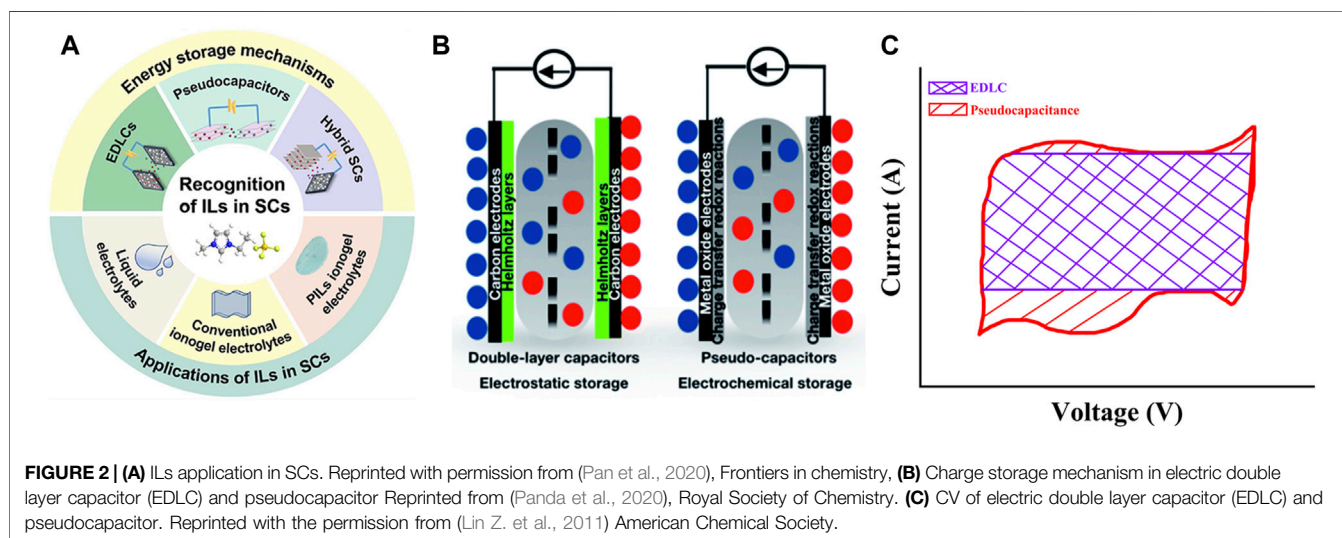 A
Energy storage mechanisms
Pseudocapacitors
EDLCs
Hybrid SCs
Recognition
of ILs in SCs
Liquid
electrolytes
Conventional
ionogel electrolytes
PILs ionogel
electrolytes
Applications of ILs in SCs
B
Carbon electrodes
Helmholtz layers
Helmholtz layers
Carbon electrodes
Double-layer capacitors
Electrostatic storage
Metal oxide electrodes
Charge transfer redox reactions
Charge transfer redox reactions
Metal oxide electrodes
Pseudo-capacitors
Electrochemical storage
C
EDLC
Pseudocapacitance
Current (A)
Voltage (V)
FIGURE 2 | (A) ILs application in SCs. Reprinted with permission from (Pan et al., 2020), Frontiers in chemistry, (B) Charge storage mechanism in electric double
layer capacitor (EDLC) and pseudocapacitor Reprinted from (Panda et al., 2020), Royal Society of Chemistry. (C) CV of electric double layer capacitor (EDLC) and
pseudocapacitor. Reprinted with the permission from (Lin Z. et al., 2011) American Chemical Society.